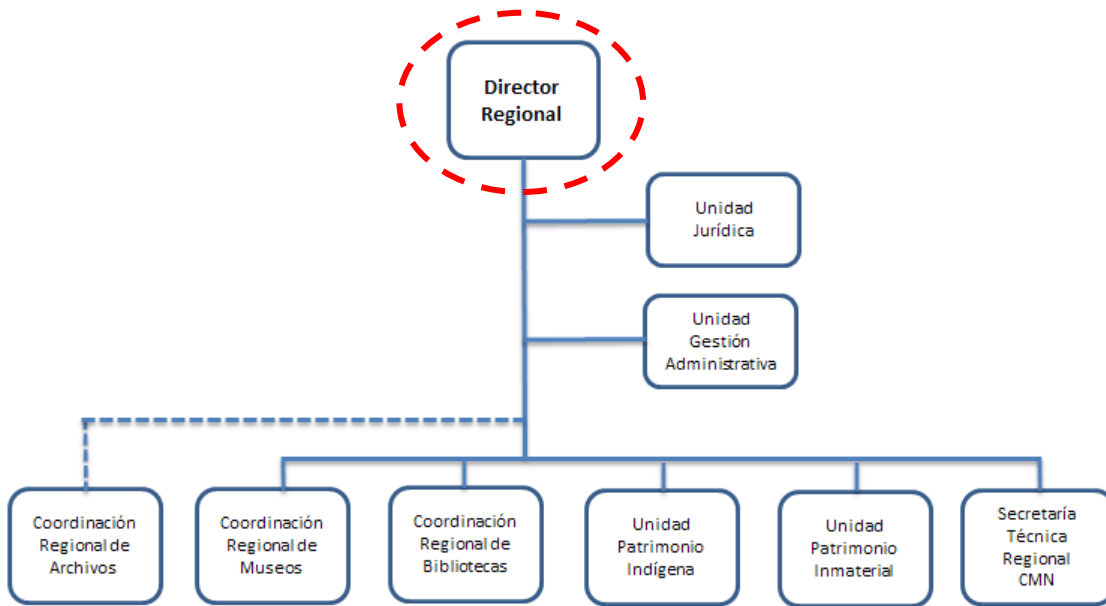 Director
Regional
Unidad
Jurídica
Unidad
Gestión
Administrativa
Coordinación
Regional de
Archivos
Coordinación
Regional de
Museos
Coordinación
Regional de
Bibliotecas
Unidad
Patrimonio
Indígena
Unidad
Patrimonio
Inmaterial
Secretaría
Técnica
Regional
CMN